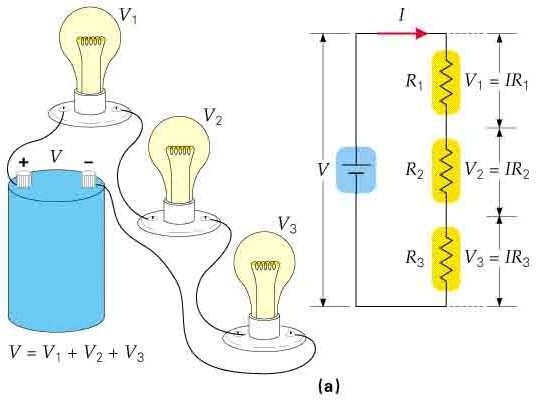 V₁
V₂
V₃
+ V −
V = V₁ + V₂ + V₃
I
V
R₁ V₁ = IR₁
R₂ V₂ = IR₂
R₃ V₃ = IR₃
(a)